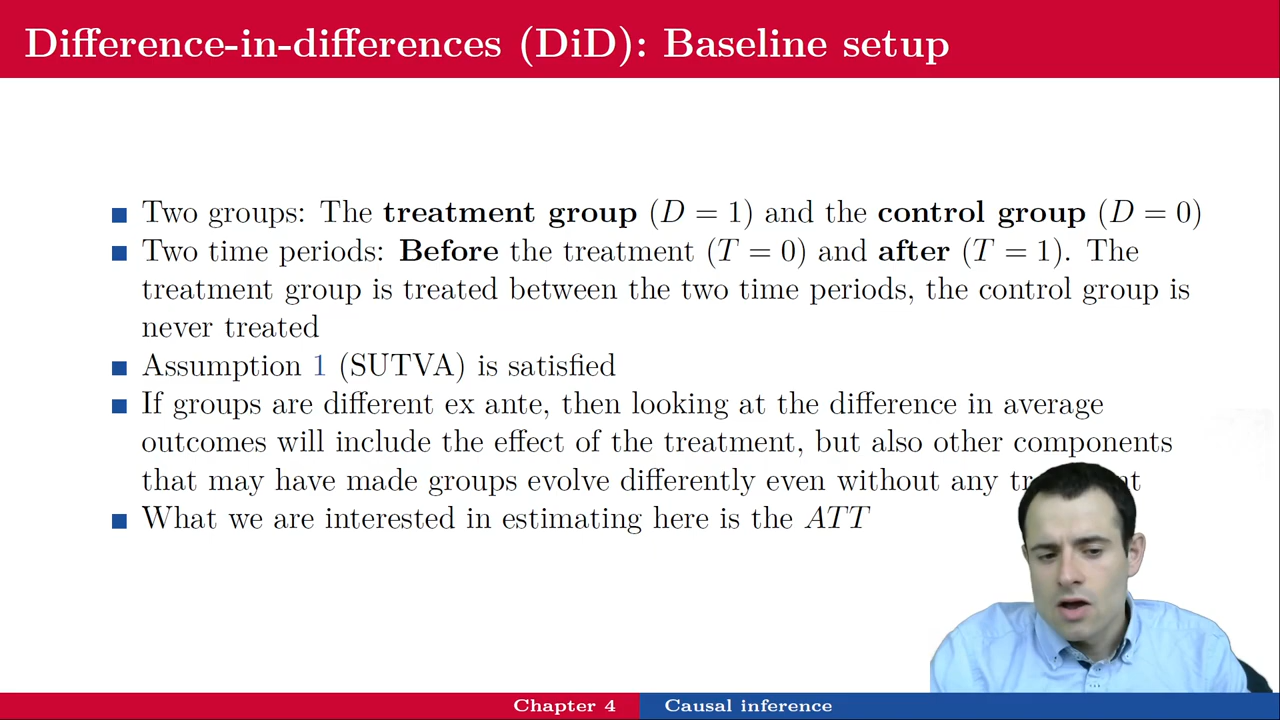 Difference-in-differences (DiD): Baseline setup
Two groups: The treatment group (D = 1) and the control group (D = 0)
Two time periods: Before the treatment (T = 0) and after (T = 1). The
treatment group is treated between the two time periods, the control group is
never treated
Assumption 1 (SUTVA) is satisfied
If groups are different ex ante, then looking at the difference in average
outcomes will include the effect of the treatment, but also other components
that may have made groups evolve differently even without any
What we are interested in estimating here is the ATT
Chapter 4
Causal inference